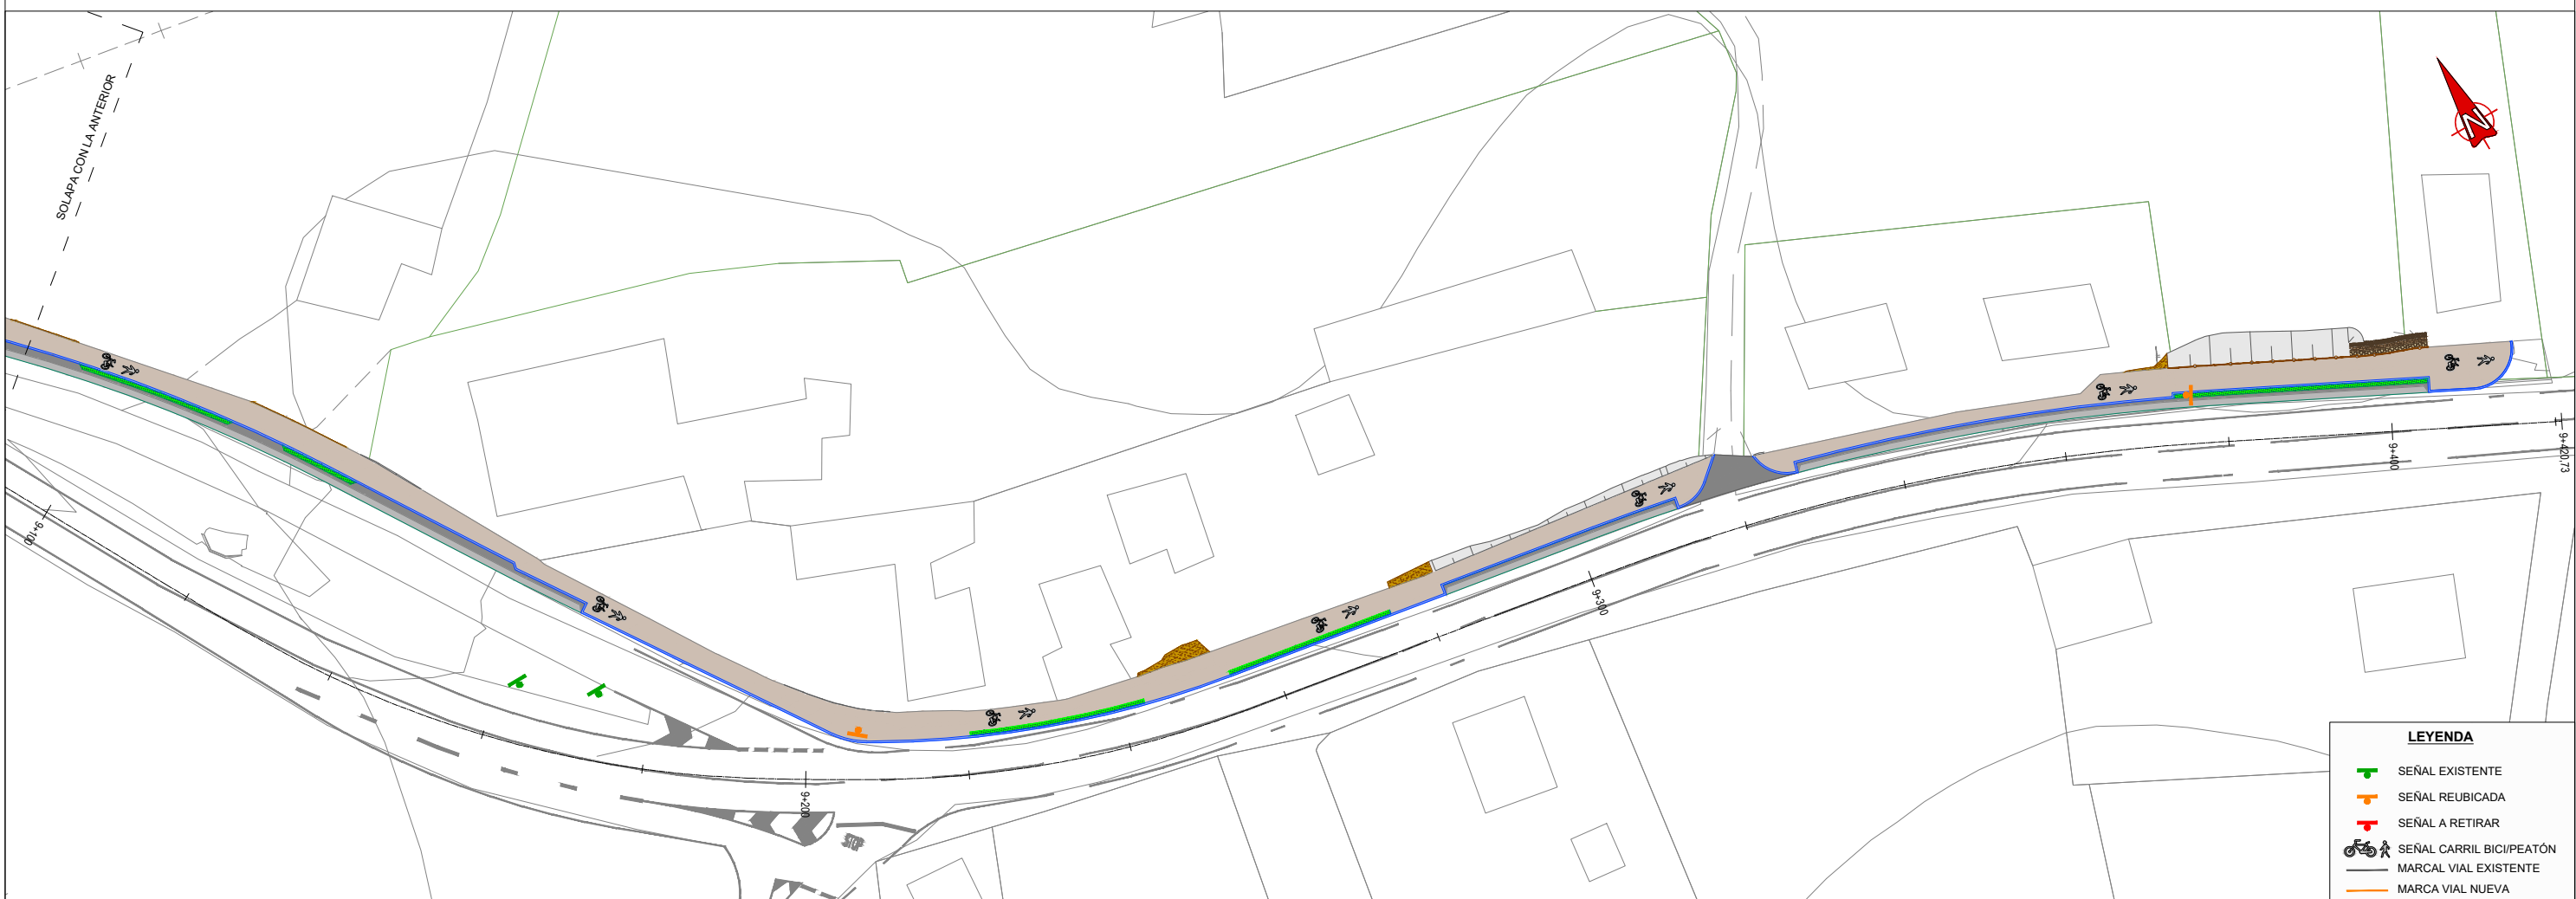 SOLAPA CON LA ANTERIOR
N
9+100
9+200
STOP
9+300
9+400
9+420,73
LEYENDA
SEÑAL EXISTENTE
SEÑAL REUBICADA
SEÑAL A RETIRAR
SEÑAL CARRIL BICI/PEATÓN
MARCAL VIAL EXISTENTE
MARCA VIAL NUEVA